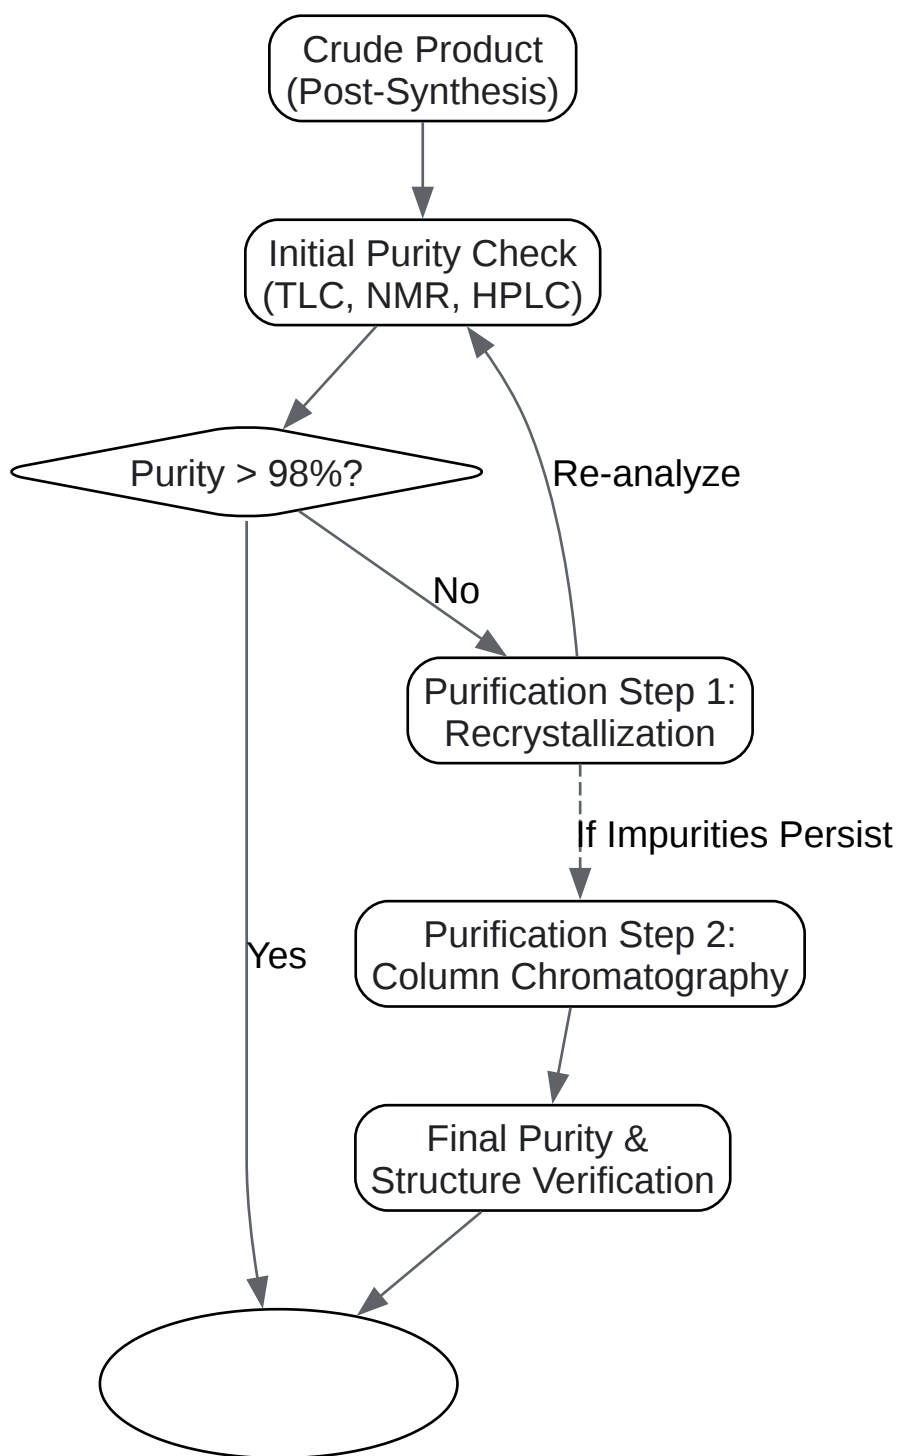 Crude Product
(Post-Synthesis)
Initial Purity Check
(TLC, NMR, HPLC)
Purity > 98%?
Re-analyze
No
Purification Step 1:
Recrystallization
If Impurities Persist
Purification Step 2:
Column Chromatography
Yes
Final Purity &
Structure Verification